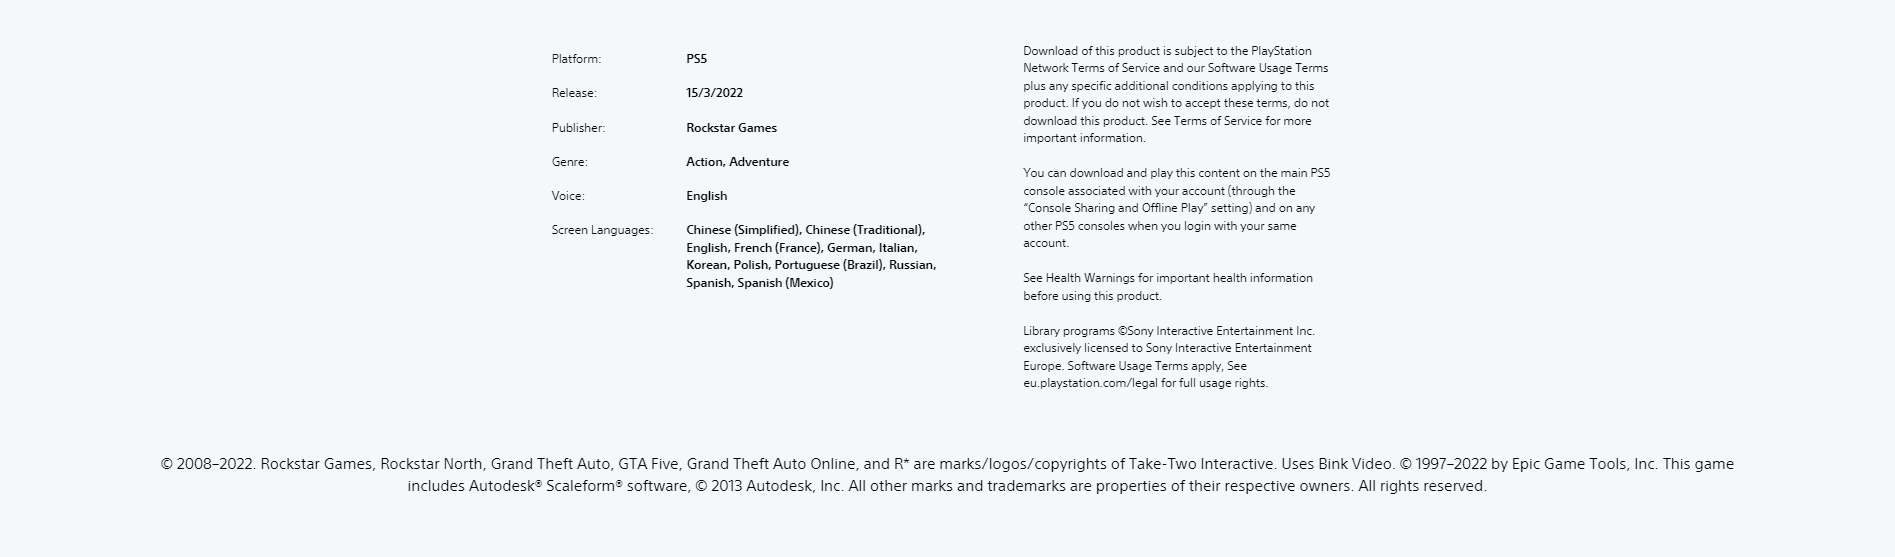 Platform: PS5
Release: 15/3/2022
Publisher: Rockstar Games
Genre: Action, Adventure
Voice: English
Screen Languages: Chinese (Simplified), Chinese (Traditional),
English, French (France), German, Italian,
Korean, Polish, Portuguese (Brazil), Russian,
Spanish, Spanish (Mexico)
Download of this product is subject to the PlayStation
Network Terms of Service and our Software Usage Terms
plus any specific additional conditions applying to this
product. If you do not wish to accept these terms, do not
download this product. See Terms of Service for more
important information.
You can download and play this content on the main PS5
console associated with your account (through the
“Console Sharing and Offline Play” setting) and on any
other PS5 consoles when you login with your same
account.
See Health Warnings for important health information
before using this product.
Library programs ©Sony Interactive Entertainment Inc.
exclusively licensed to Sony Interactive Entertainment
Europe. Software Usage Terms apply, See
eu.playstation.com/legal for full usage rights.
© 2008–2022. Rockstar Games, Rockstar North, Grand Theft Auto, GTA Five, Grand Theft Auto Online, and R* are marks/logos/copyrights of Take-Two Interactive. Uses Bink Video. © 1997–2022 by Epic Game Tools, Inc. This game
includes Autodesk® Scaleform® software, © 2013 Autodesk, Inc. All other marks and trademarks are properties of their respective owners. All rights reserved.